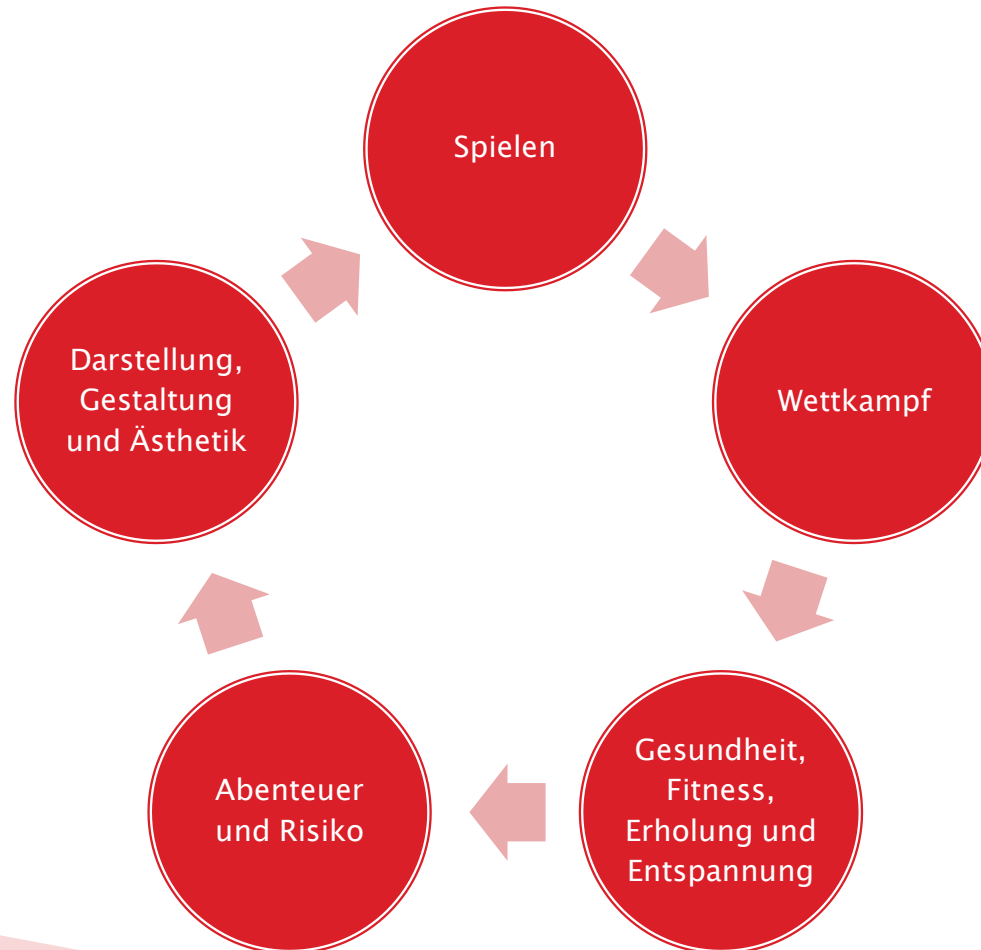 Spielen
Wettkampf
Gesundheit,
Fitness,
Erholung und
Entspannung
Abenteuer
und Risiko
Darstellung,
Gestaltung
und Ästhetik